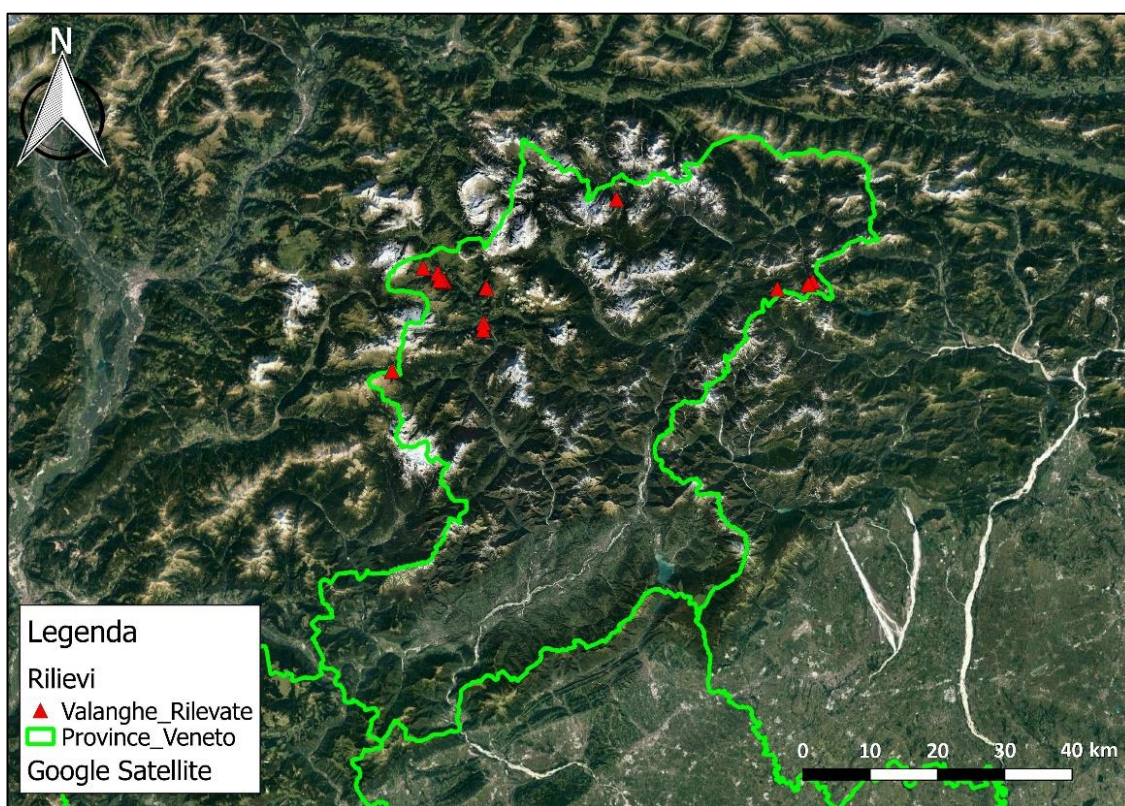 N
Legenda
Rilievi
Valanghe_Rilevate
Province_Veneto
Google Satellite
0 10 20 30 40 km